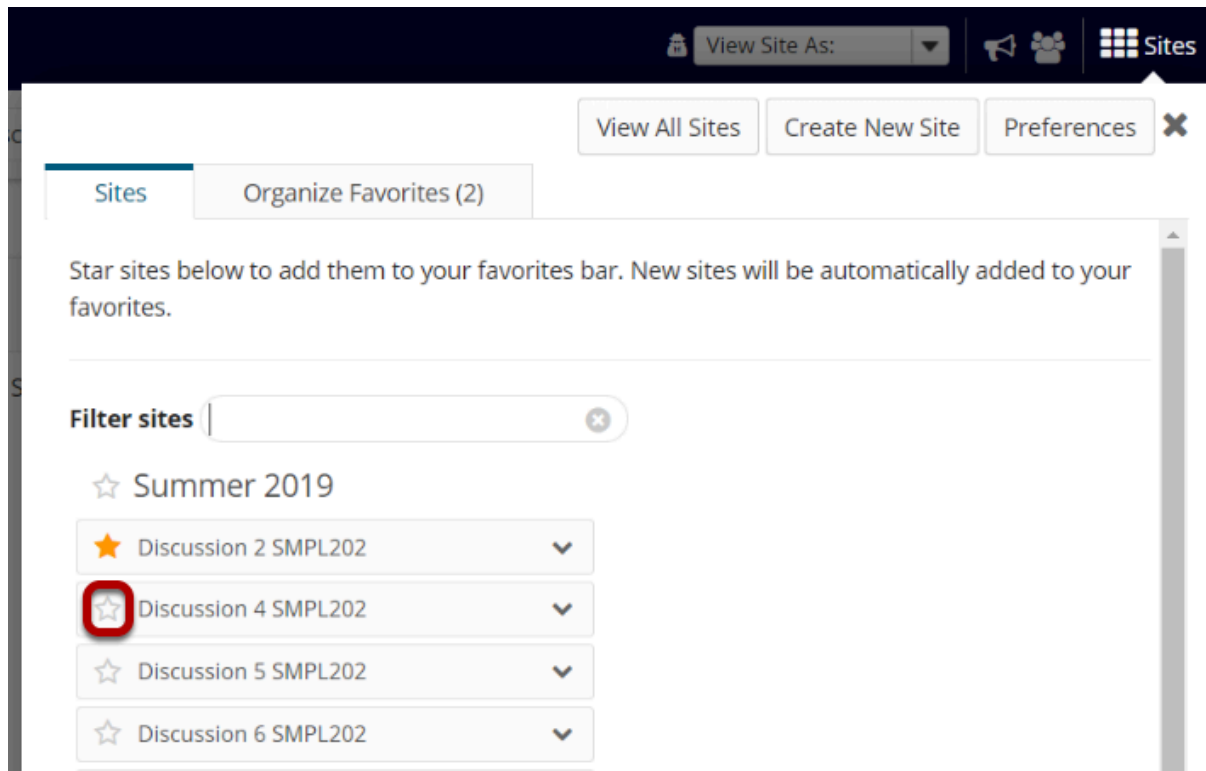 View Site As:
Sites
View All Sites
Create New Site
Preferences
Sites
Organize Favorites (2)
Star sites below to add them to your favorites bar. New sites will be automatically added to your
favorites.
Filter sites
Summer 2019
Discussion 2 SMPL202
Discussion 4 SMPL202
Discussion 5 SMPL202
Discussion 6 SMPL202